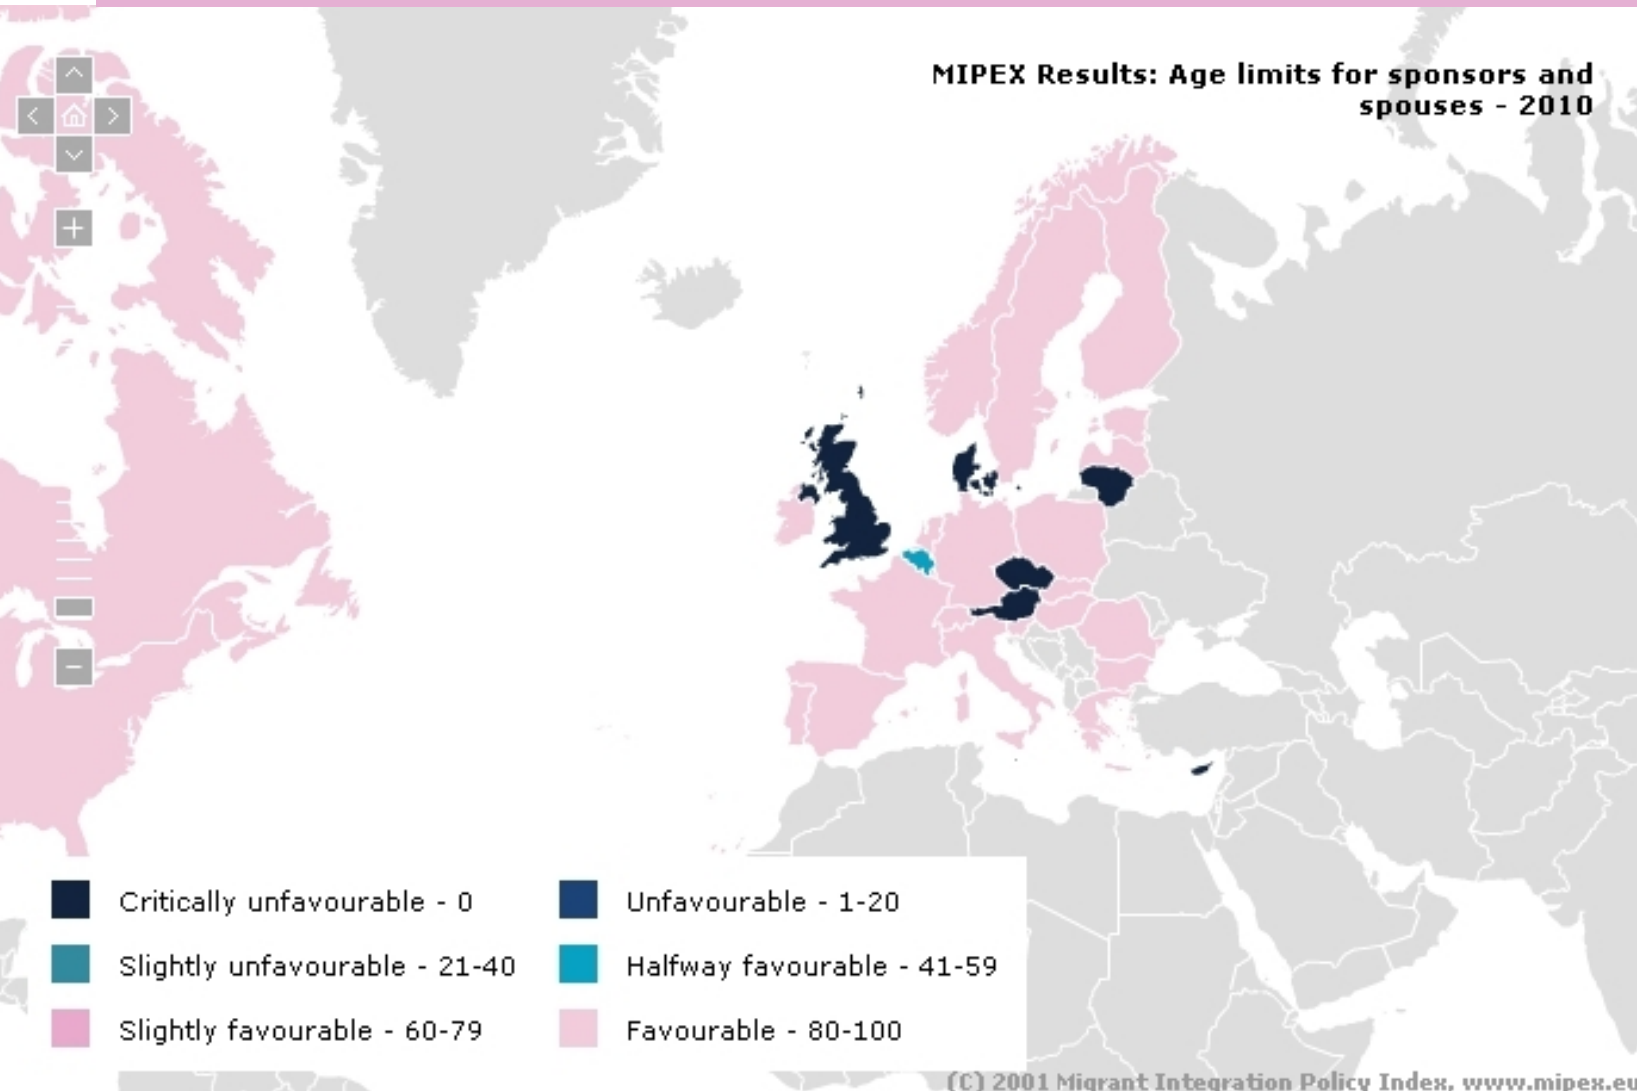 MIPEX Results: Age limits for sponsors and
spouses - 2010
Critically unfavourable - 0
Unfavourable - 1-20
Slightly unfavourable - 21-40
Halfway favourable - 41-59
Slightly favourable - 60-79
Favourable - 80-100
(C) 2001 Migrant Integration Policy Index, www.mipex.eu